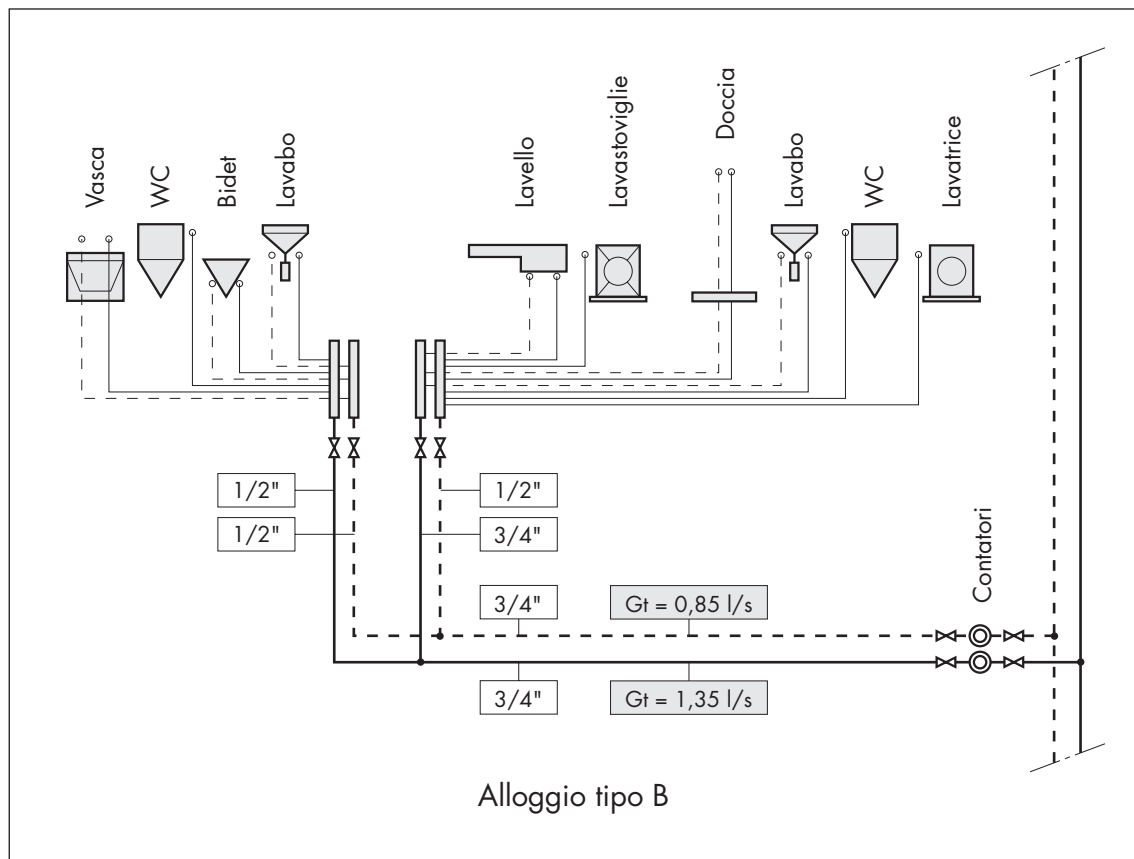 Vasca
WC
Bidet
Lavabo
Lavello
Lavastoviglie
Doccia
Lavabo
WC
Lavatrice
1/2"
1/2"
1/2"
3/4"
3/4"
Gt = 0,85 l/s
Contatori
3/4"
Gt = 1,35 l/s
Alloggio tipo B